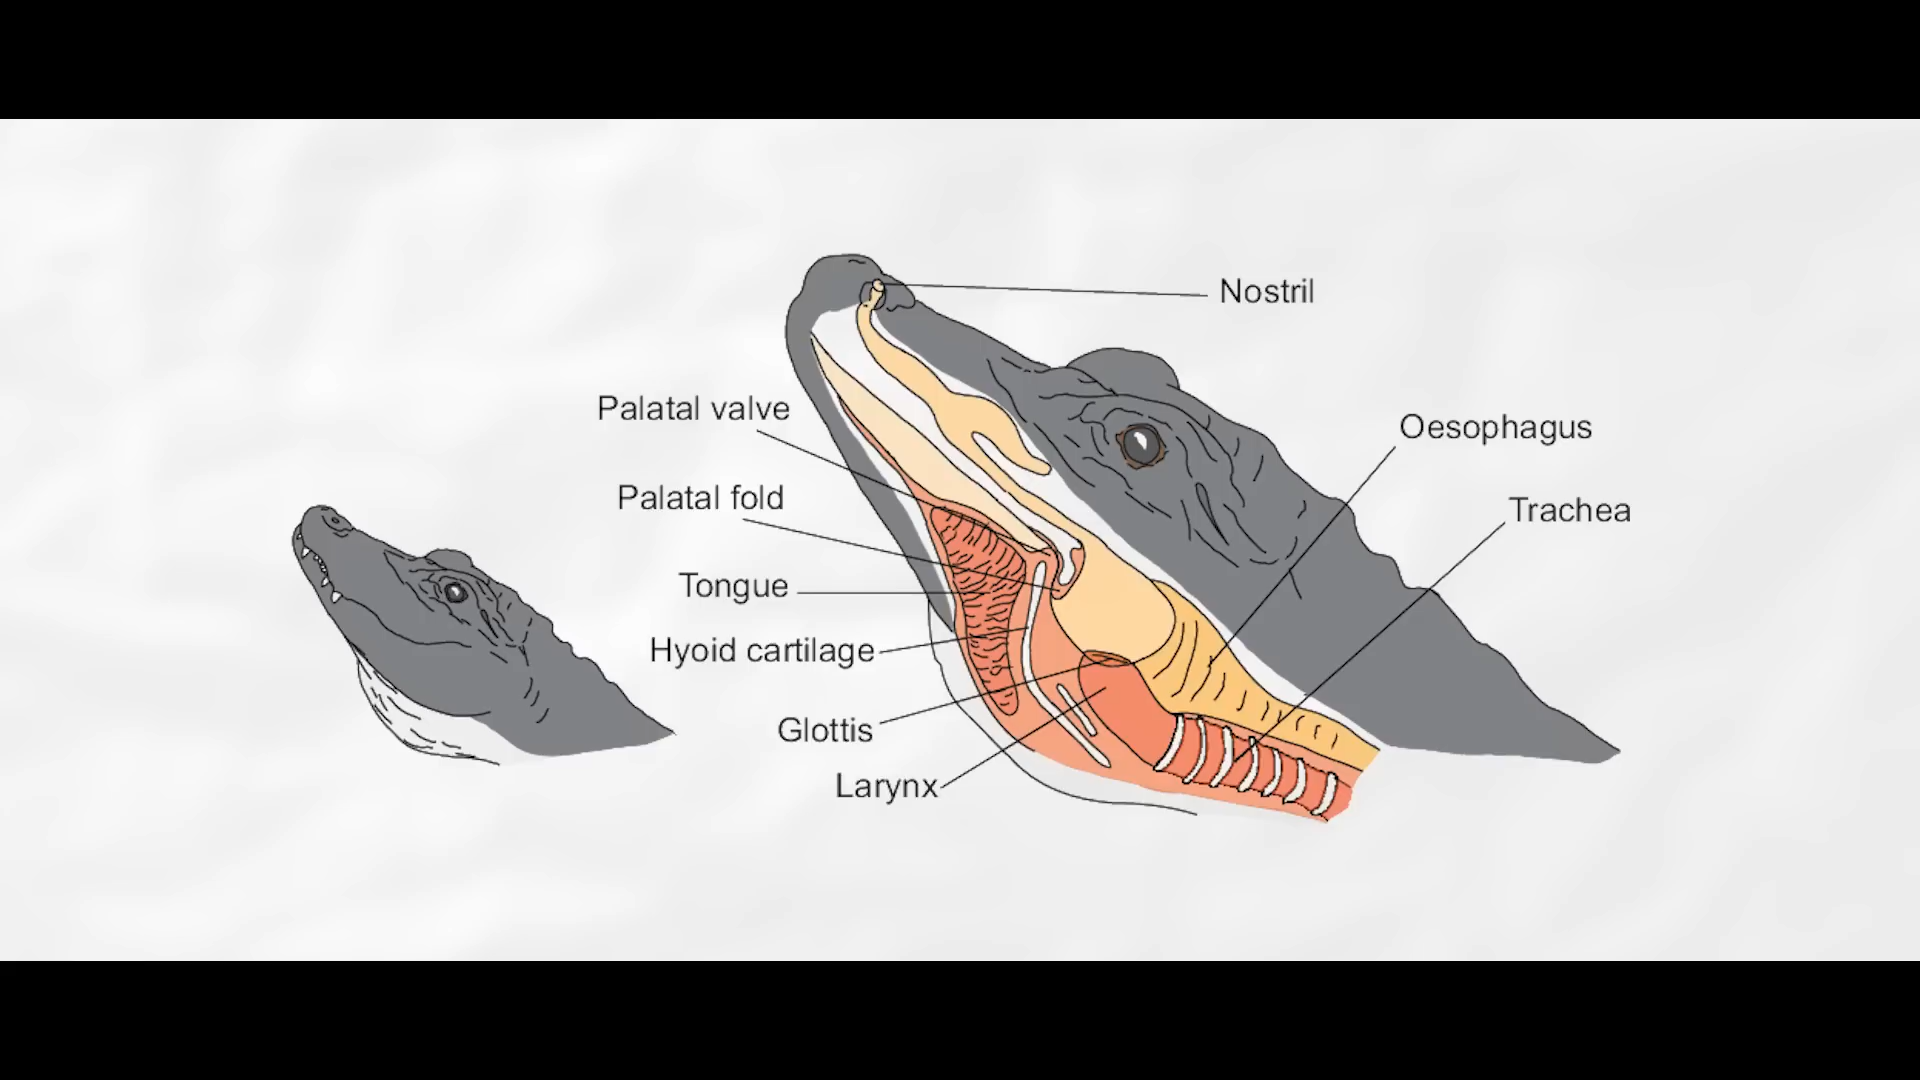 Nostril
Palatal valve
Oesophagus
Palatal fold
Trachea
Tongue
Hyoid cartilage
Glottis
Larynx